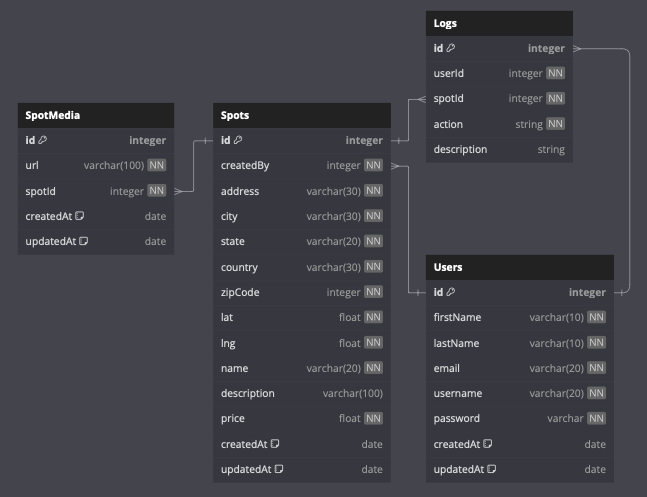 SpotMedia
id integer
url varchar(100) NN
spotId integer NN
createdAt date
updatedAt date
Spots
id integer
createdBy integer NN
address varchar(30) NN
city varchar(30) NN
state varchar(20) NN
country varchar(30) NN
zipCode integer NN
lat float NN
lng float NN
name varchar(20) NN
description varchar(100)
price float NN
createdAt date
updatedAt date
Logs
id integer
userId integer NN
spotId integer NN
action string NN
description string
Users
id integer
firstName varchar(10) NN
lastName varchar(10) NN
email varchar(20) NN
username varchar(20) NN
password varchar NN
createdAt date
updatedAt date